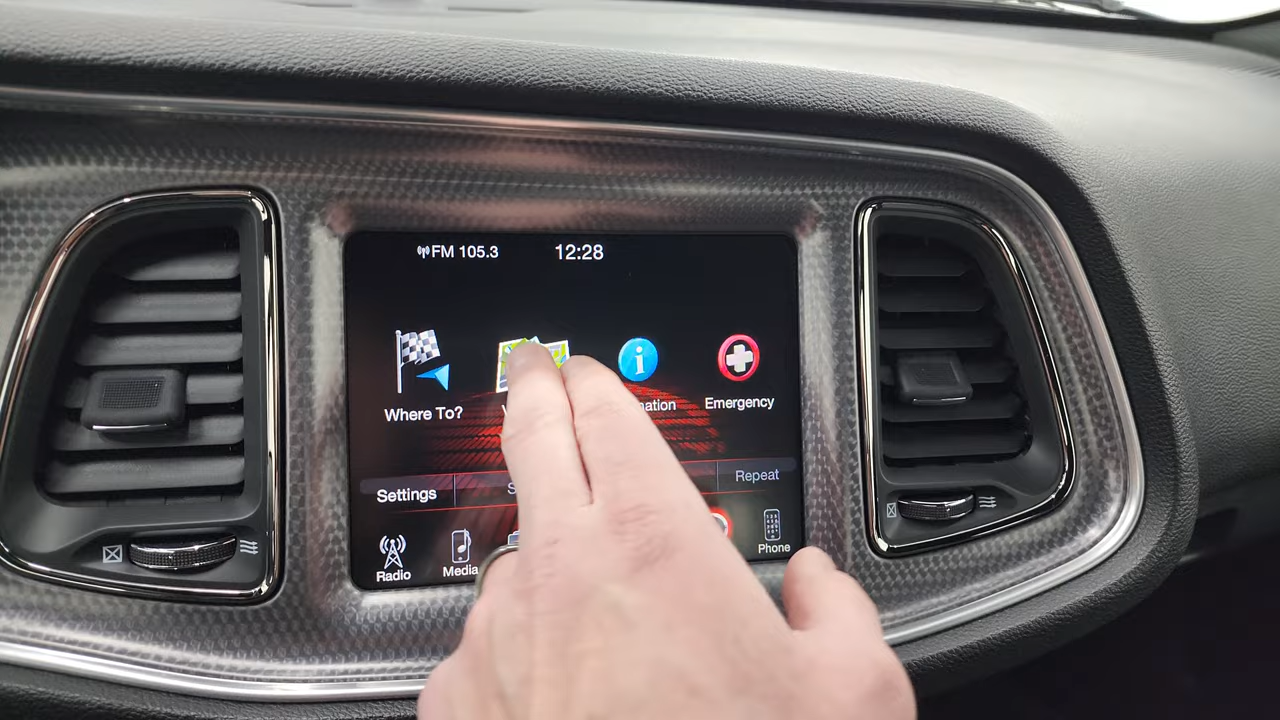 FM 105.3 12:28
Where To?
Emergency
Settings
Repeat
Radio
Media
Phone